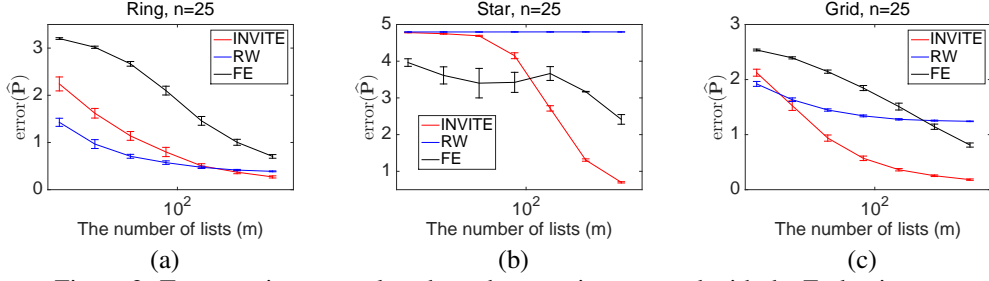 Ring, n=25
error(P̂)
3
2
1
0
INVITE
RW
FE
10²
The number of lists (m)
(a)
Star, n=25
error(P̂)
5
4
3
2
1
INVITE
RW
FE
10²
The number of lists (m)
(b)
Grid, n=25
error(P̂)
3
2
1
0
INVITE
RW
FE
10²
The number of lists (m)
(c)